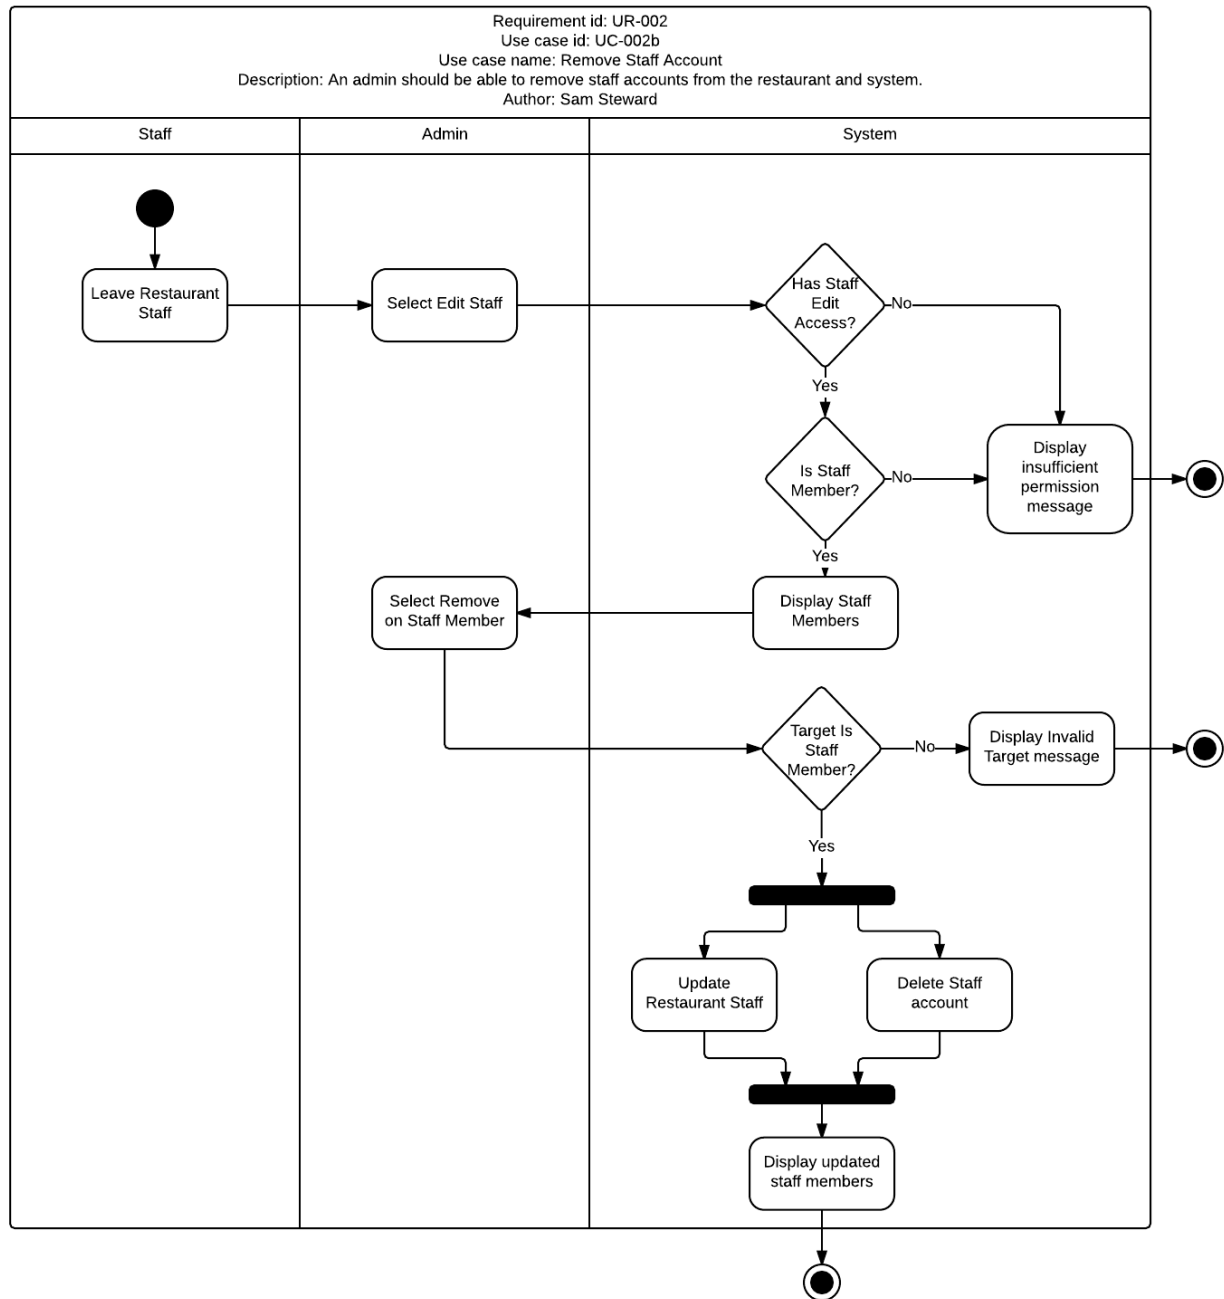 Requirement id: UR-002
Use case id: UC-002b
Use case name: Remove Staff Account
Description: An admin should be able to remove staff accounts from the restaurant and system.
Author: Sam Steward
Staff
Admin
System
Leave Restaurant
Staff
Select Edit Staff
Has Staff
Edit
Access?
No
Yes
Is Staff
Member?
No
Display
insufficient
permission
message
Yes
Display Staff
Members
Select Remove
on Staff Member
Target Is
Staff
Member?
No
Display Invalid
Target message
Yes
Update
Restaurant Staff
Delete Staff
account
Display updated
staff members